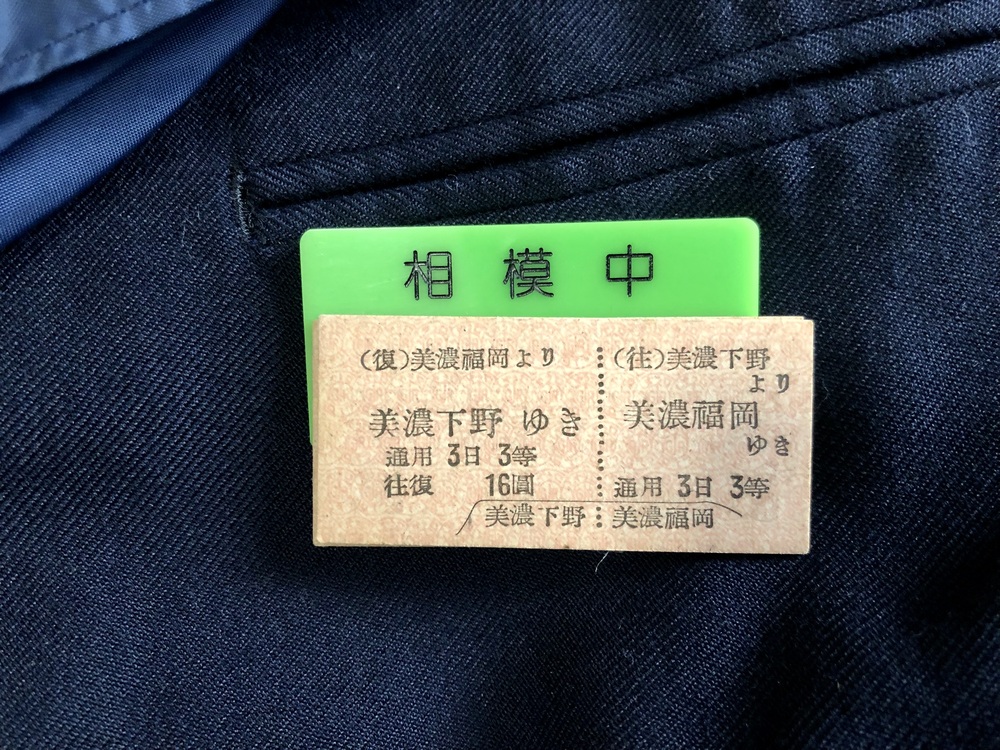 相模中
(復)美濃福岡より
美濃下野 ゆき
通用 3日 3等
往復 16圓
美濃下野
(往)美濃下野
より
美濃福岡
ゆき
通用 3日 3等
美濃福岡